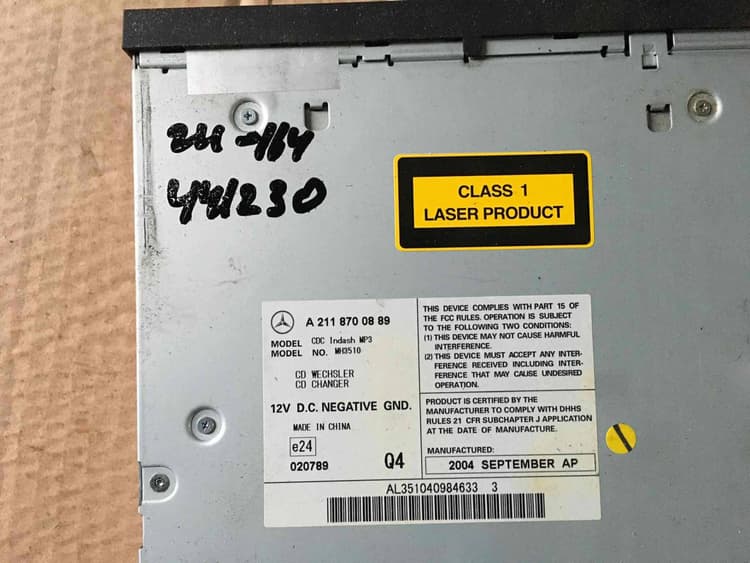 211-164
441230
CLASS 1
LASER PRODUCT
A 211 870 08 89
MODEL CDC Indash MP3
MODEL NO. MH3510
CD WECHSLER
CD CHANGER
12V D.C. NEGATIVE GND.
MADE IN CHINA
e24
020789 Q4
THIS DEVICE COMPLIES WITH PART 15 OF
THE FCC RULES. OPERATION IS SUBJECT
TO THE FOLLOWING TWO CONDITIONS:
(1) THIS DEVICE MAY NOT CAUSE HARMFUL
INTERFERENCE.
(2) THIS DEVICE MUST ACCEPT ANY INTER-
FERENCE RECEIVED INCLUDING INTER-
FERENCE THAT MAY CAUSE UNDESIRED
OPERATION.
PRODUCT IS CERTIFIED BY THE
MANUFACTURER TO COMPLY WITH DHHS
RULES 21 CFR SUBCHAPTER J APPLICATION
AT THE DATE OF MANUFACTURE.
MANUFACTURED:
2004 SEPTEMBER AP
AL351040984633 3